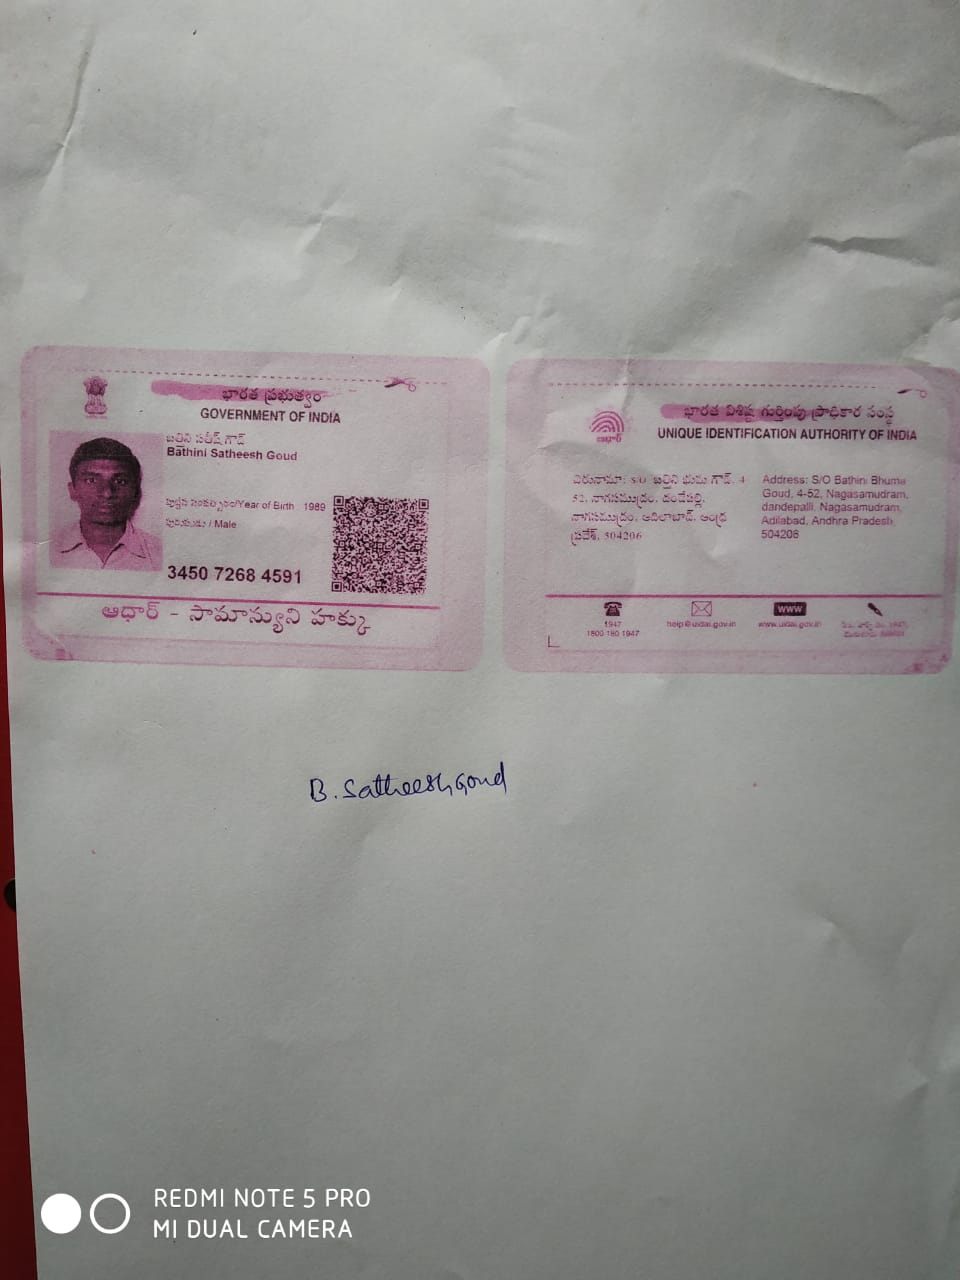 భారత ప్రభుత్వం
GOVERNMENT OF INDIA
బత్తిని సతీష్ గౌడ్
Bathini Satheesh Goud
పుట్టిన సంవత్సరం/Year of Birth 1989
పురుషుడు / Male
3450 7268 4591
ఆధార్ - సామాన్యుని హక్కు
భారత విశిష్ట గుర్తింపు ప్రాధికార సంస్థ
ఆధార్
UNIQUE IDENTIFICATION AUTHORITY OF INDIA
చిరునామా: S/O బత్తిని భుమ గౌడ్, 4
52, నాగసముద్రం, దండేపల్లి,
నాగసముద్రం, ఆదిలాబాద్, ఆంధ్ర
ప్రదేశ్, 504206
Address: S/O Bathini Bhuma
Goud, 4-52, Nagasamudram,
dandepalli, Nagasamudram,
Adilabad, Andhra Pradesh,
504206
1947
1800 180 1947
help@uidai.gov.in
WWW
www.uidai.gov.in
B. Satheesh Goud
REDMI NOTE 5 PRO
MI DUAL CAMERA